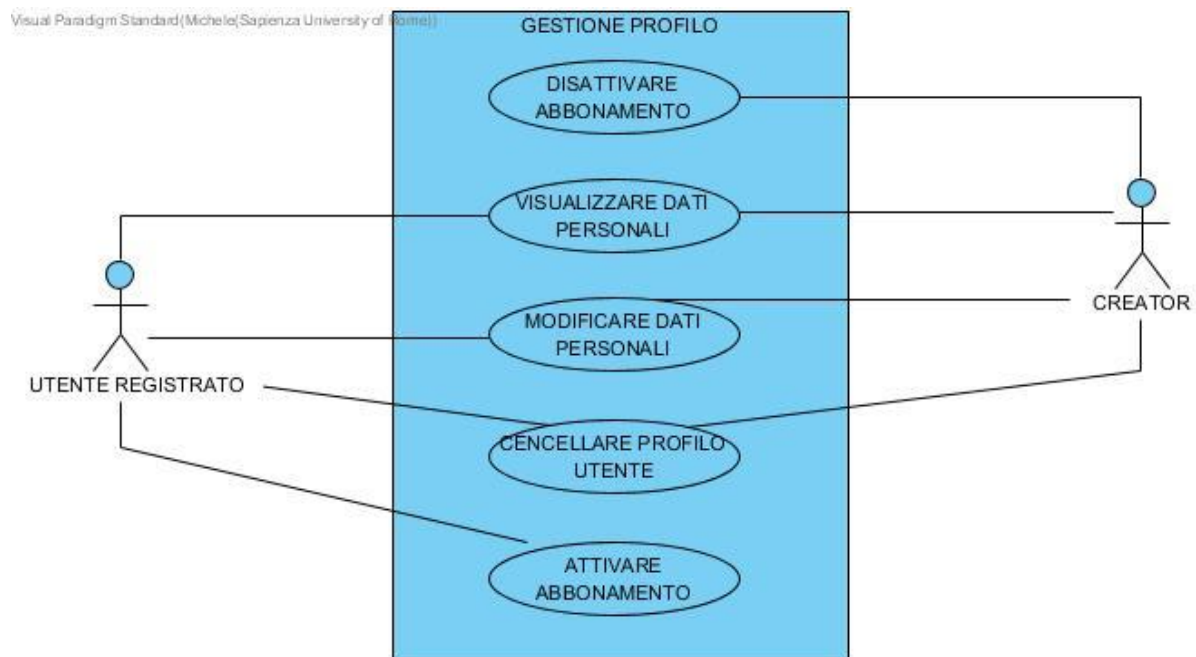 Visual Paradigm Standard(Michele(Sapienza University of Rome))
GESTIONE PROFILO
DISATTIVARE
ABBONAMENTO
VISUALIZZARE DATI
PERSONALI
MODIFICARE DATI
PERSONALI
CREATOR
UTENTE REGISTRATO
CENCELLARE PROFILO
UTENTE
ATTIVARE
ABBONAMENTO